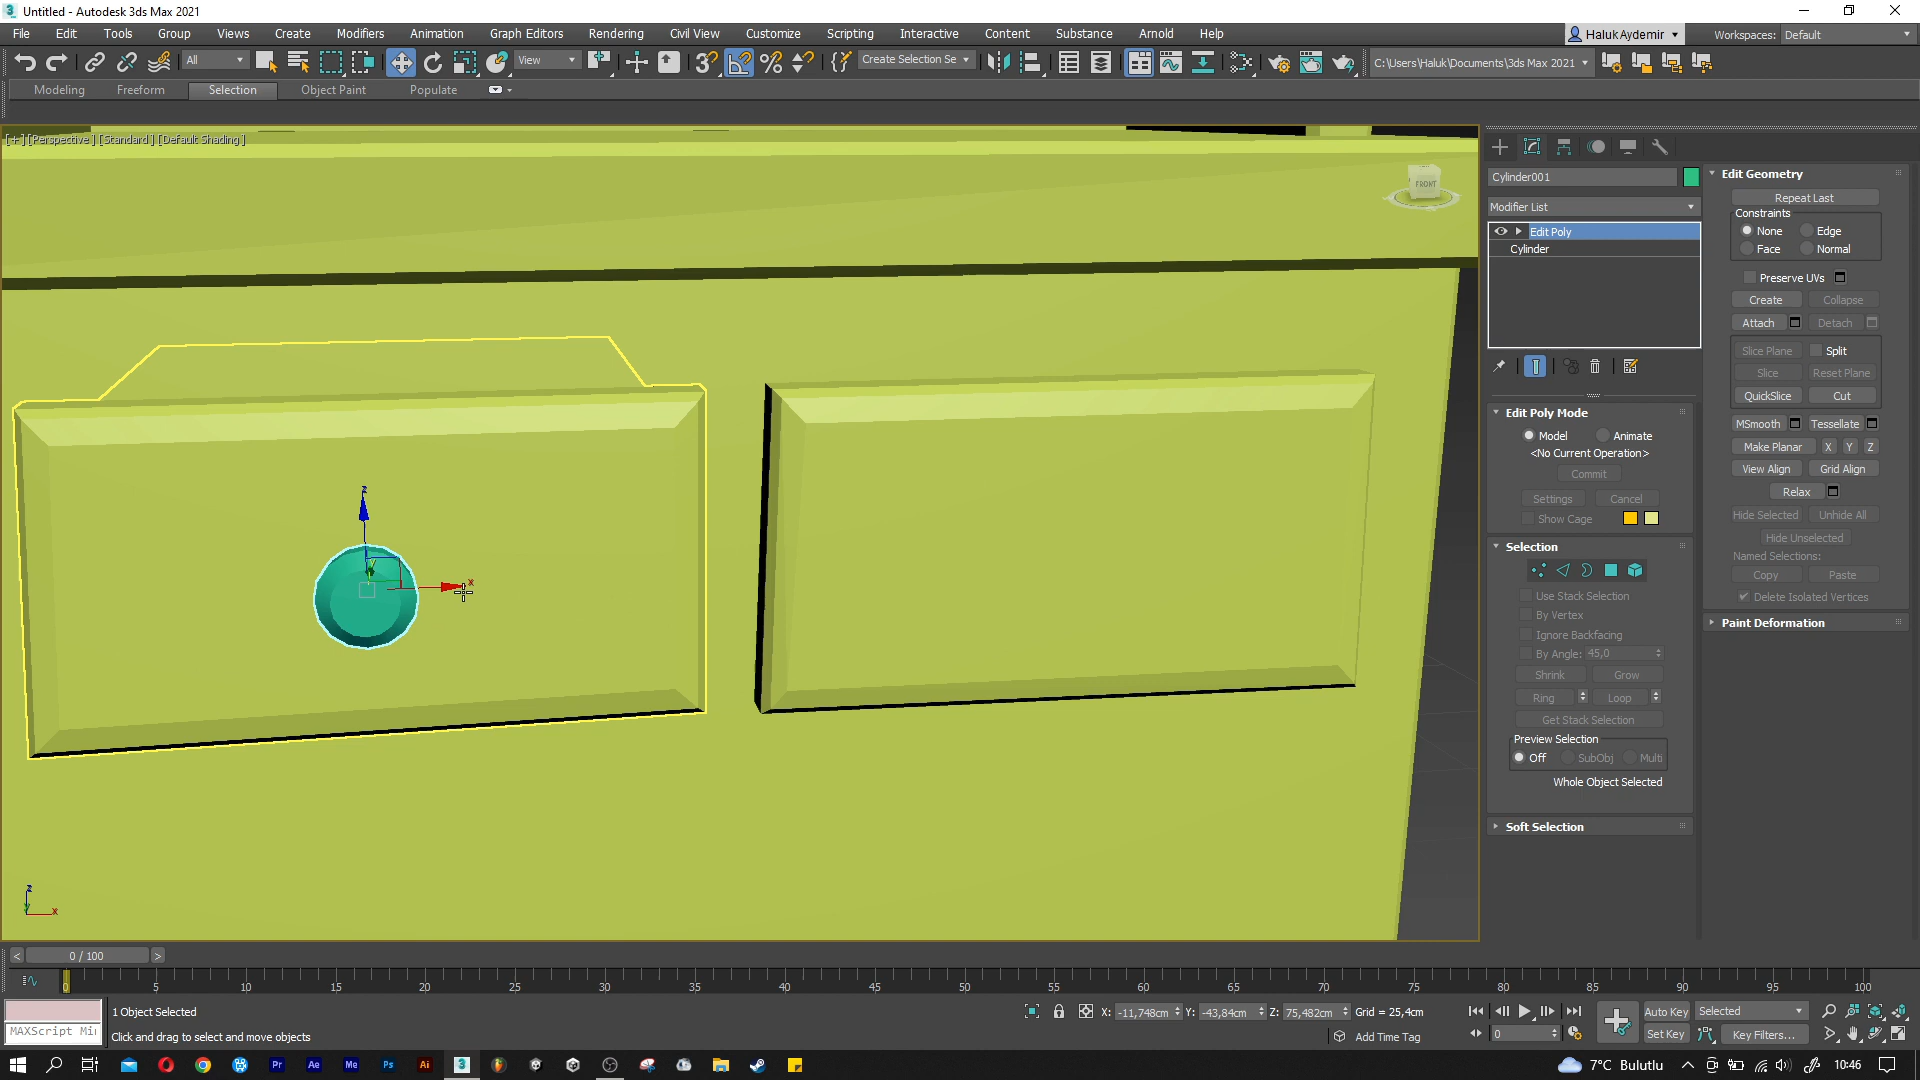 Untitled - Autodesk 3ds Max 2021
File Edit Tools Group Views Create Modifiers Animation Graph Editors Rendering Civil View Customize Scripting Interactive Content Substance Arnold Help
Haluk Aydemir
Workspaces: Default
All
View
Create Selection Se
C:\Users\Haluk\Documents\3ds Max 2021
Modeling Freeform Selection Object Paint Populate
[+] [Perspective ] [Standard ] [Default Shading ]
FRONT
z
x
z
x
Cylinder001
Modifier List
Edit Poly
Cylinder
Edit Poly Mode
Model Animate
<No Current Operation>
Commit
Settings Cancel
Show Cage
Selection
Use Stack Selection
By Vertex
Ignore Backfacing
By Angle: 45,0
Shrink Grow
Ring Loop
Get Stack Selection
Preview Selection
Off SubObj Multi
Whole Object Selected
Soft Selection
Edit Geometry
Repeat Last
Constraints
None Edge
Face Normal
Preserve UVs
Create Collapse
Attach Detach
Slice Plane Split
Slice Reset Plane
QuickSlice Cut
MSmooth Tessellate
Make Planar X Y Z
View Align Grid Align
Relax
Hide Selected Unhide All
Hide Unselected
Named Selections:
Copy Paste
Delete Isolated Vertices
Paint Deformation
< 0 / 100 >
0 5 10 15 20 25 30 35 40 45 50 55 60 65 70 75 80 85 90 95 100
1 Object Selected
X: -11,748cm Y: -43,84cm Z: 75,482cm Grid = 25,4cm
Auto Key Selected
MAXScript Mi
Click and drag to select and move objects
Add Time Tag
0
Set Key Key Filters...
Pr Ae Me Ps Ai 3
7°C Bulutlu
10:46